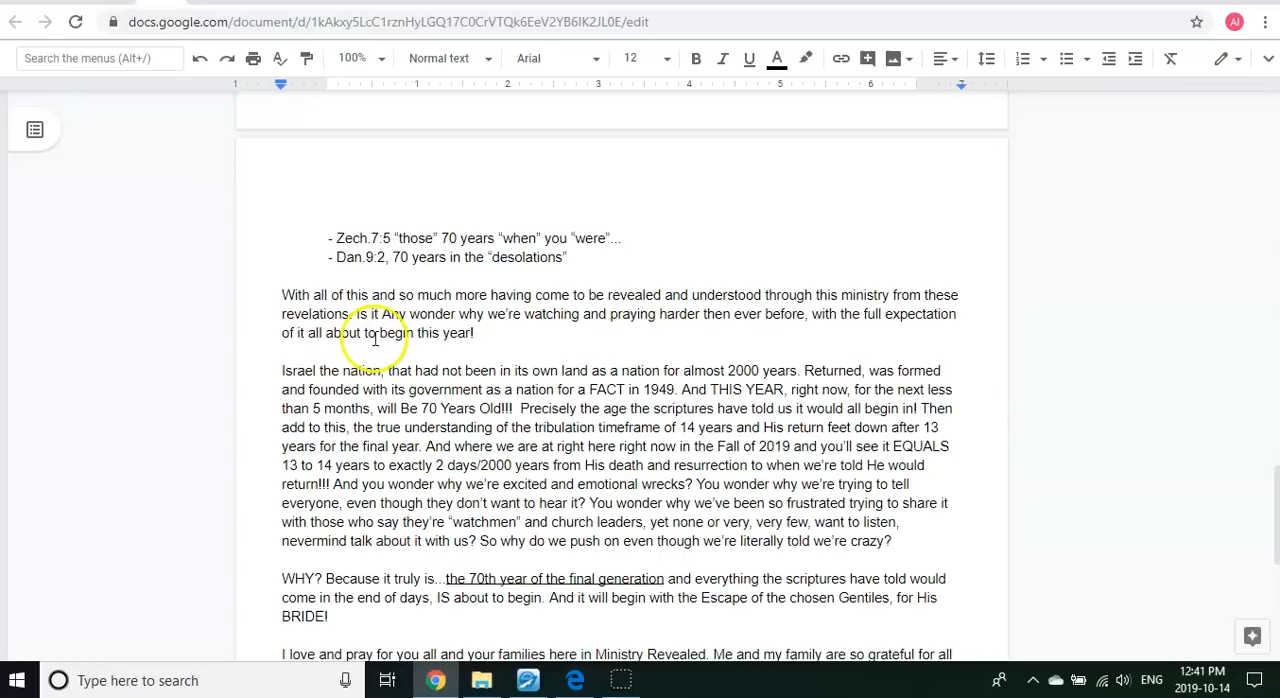 docs.google.com/document/d/1kAkxy5LcC1rznHyLGQ17C0CrVTQk6EeV2YB6lK2JL0E/edit
AI
Search the menus (Alt+/)
100%
Normal text
Arial
12
B
I
U
A
1 1 2 3 4 5 6 7
- Zech.7:5 “those” 70 years “when” you “were”...
- Dan.9:2, 70 years in the “desolations”
With all of this and so much more having come to be revealed and understood through this ministry from these
revelations. Is it Any wonder why we’re watching and praying harder then ever before, with the full expectation
of it all about to begin this year!
Israel the nation, that had not been in its own land as a nation for almost 2000 years. Returned, was formed
and founded with its government as a nation for a FACT in 1949. And THIS YEAR, right now, for the next less
than 5 months, will Be 70 Years Old!!! Precisely the age the scriptures have told us it would all begin in! Then
add to this, the true understanding of the tribulation timeframe of 14 years and His return feet down after 13
years for the final year. And where we are at right here right now in the Fall of 2019 and you’ll see it EQUALS
13 to 14 years to exactly 2 days/2000 years from His death and resurrection to when we’re told He would
return!!! And you wonder why we’re excited and emotional wrecks? You wonder why we’re trying to tell
everyone, even though they don’t want to hear it? You wonder why we’ve been so frustrated trying to share it
with those who say they’re “watchmen” and church leaders, yet none or very, very few, want to listen,
nevermind talk about it with us? So why do we push on even though we’re literally told we’re crazy?
WHY? Because it truly is...the 70th year of the final generation and everything the scriptures have told would
come in the end of days, IS about to begin. And it will begin with the Escape of the chosen Gentiles, for His
BRIDE!
I love and pray for you all and your families here in Ministry Revealed. Me and my family are so grateful for all
Type here to search
ENG
12:41 PM
2019-10-14